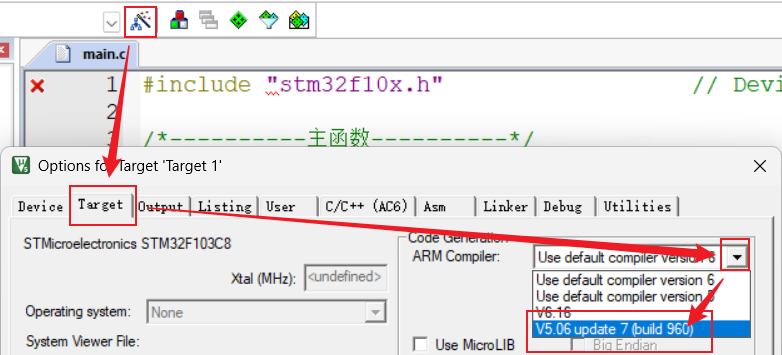 main.c
1 #include "stm32f10x.h" // Devi
2
3 /*----------主函数----------*/
Options for Target 'Target 1'
Device Target Output Listing User C/C++ (AC6) Asm Linker Debug Utilities
STMicroelectronics STM32F103C8
Code Generation
ARM Compiler: Use default compiler version 6
Xtal (MHz): <undefined>
Use default compiler version 6
Use default compiler version 5
V6.16
V5.06 update 7 (build 960)
Operating system: None
System Viewer File:
Use MicroLIB Big Endian